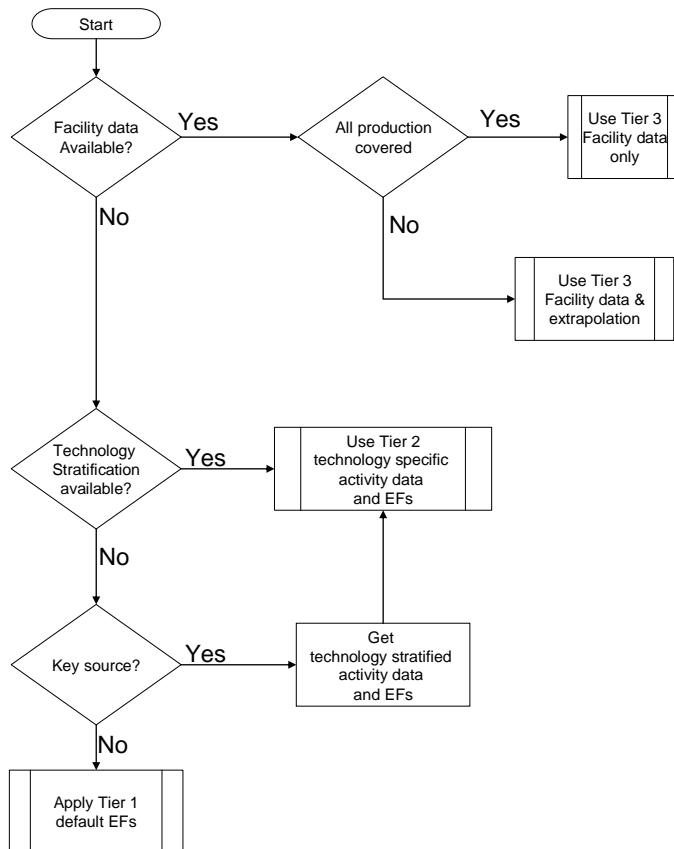 Start
Facility data
Available?
Yes
All production
covered
Yes
Use Tier 3
Facility data
only
No
No
Use Tier 3
Facility data &
extrapolation
Technology
Stratification
available?
Yes
Use Tier 2
technology specific
activity data
and EFs
No
Key source?
Yes
Get
technology stratified
activity data
and EFs
No
Apply Tier 1
default EFs